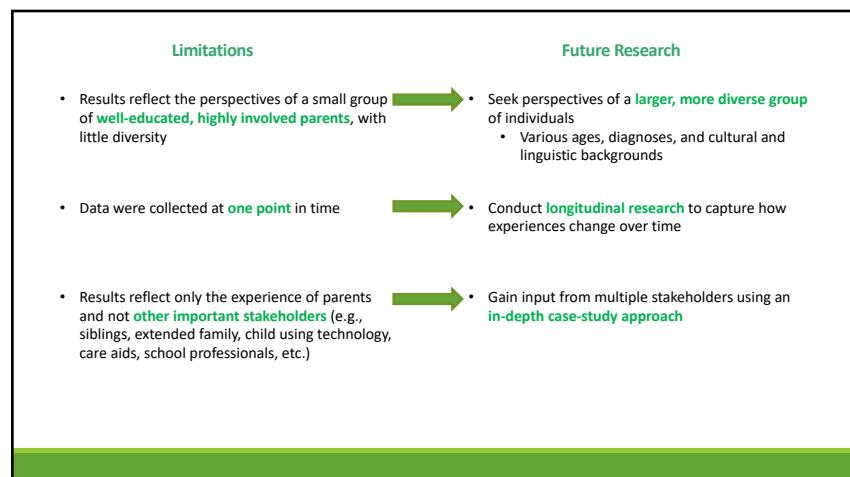 Limitations
• Results reflect the perspectives of a small group
of well-educated, highly involved parents, with
little diversity
• Data were collected at one point in time
• Results reflect only the experience of parents
and not other important stakeholders (e.g.,
siblings, extended family, child using technology,
care aids, school professionals, etc.)
Future Research
• Seek perspectives of a larger, more diverse group
of individuals
• Various ages, diagnoses, and cultural and
linguistic backgrounds
• Conduct longitudinal research to capture how
experiences change over time
• Gain input from multiple stakeholders using an
in-depth case-study approach